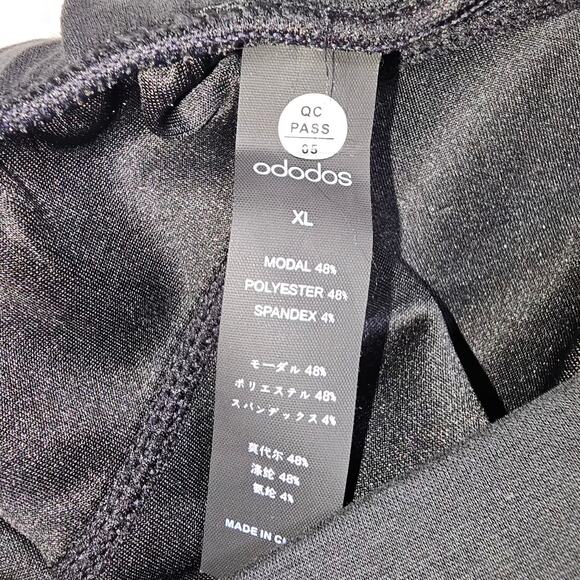 QC
PASS
05
ododos
XL
MODAL 48%
POLYESTER 48%
SPANDEX 4%
モーダル 48%
ポリエステル 48%
スパンデックス 4%
莫代尔 48%
涤纶 48%
氨纶 4%
MADE IN